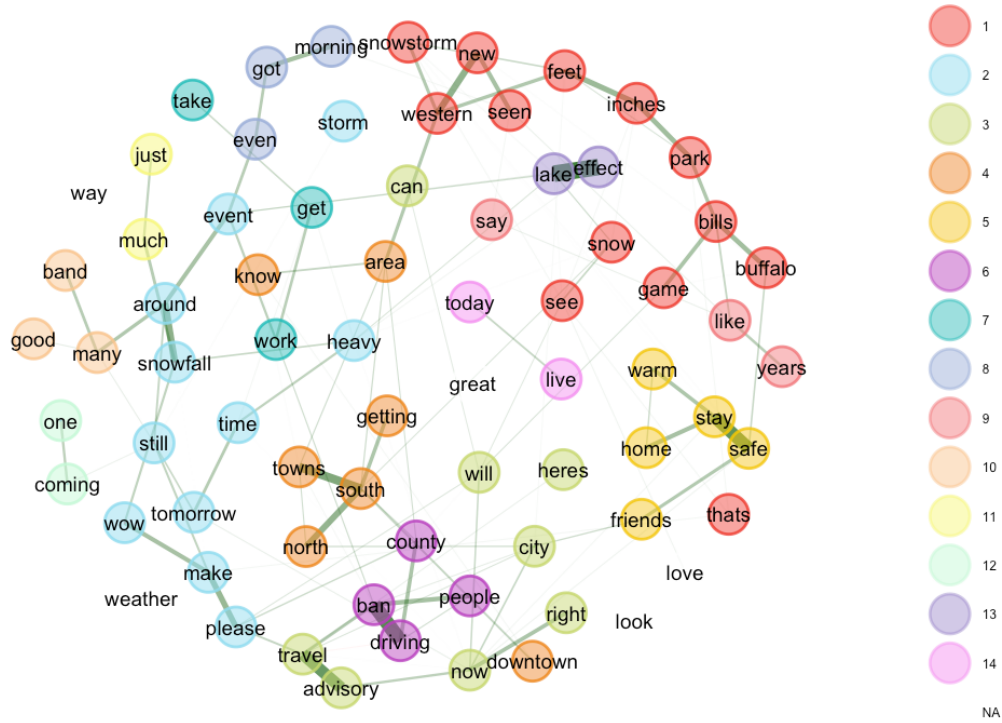 snowstorm
morning
new
got
feet
take
inches
western
seen
storm
even
just
park
effect
lake
can
way
get
event
say
bills
much
snow
area
buffalo
band
know
game
today
see
around
like
good
work
heavy
many
snowfall
years
warm
live
great
getting
stay
one
time
still
home
safe
towns
will
heres
coming
south
tomorrow
thats
wow
friends
north
county
city
make
love
weather
ban
people
right
look
please
driving
travel
downtown
now
advisory
1
2
3
4
5
6
7
8
9
10
11
12
13
14
NA